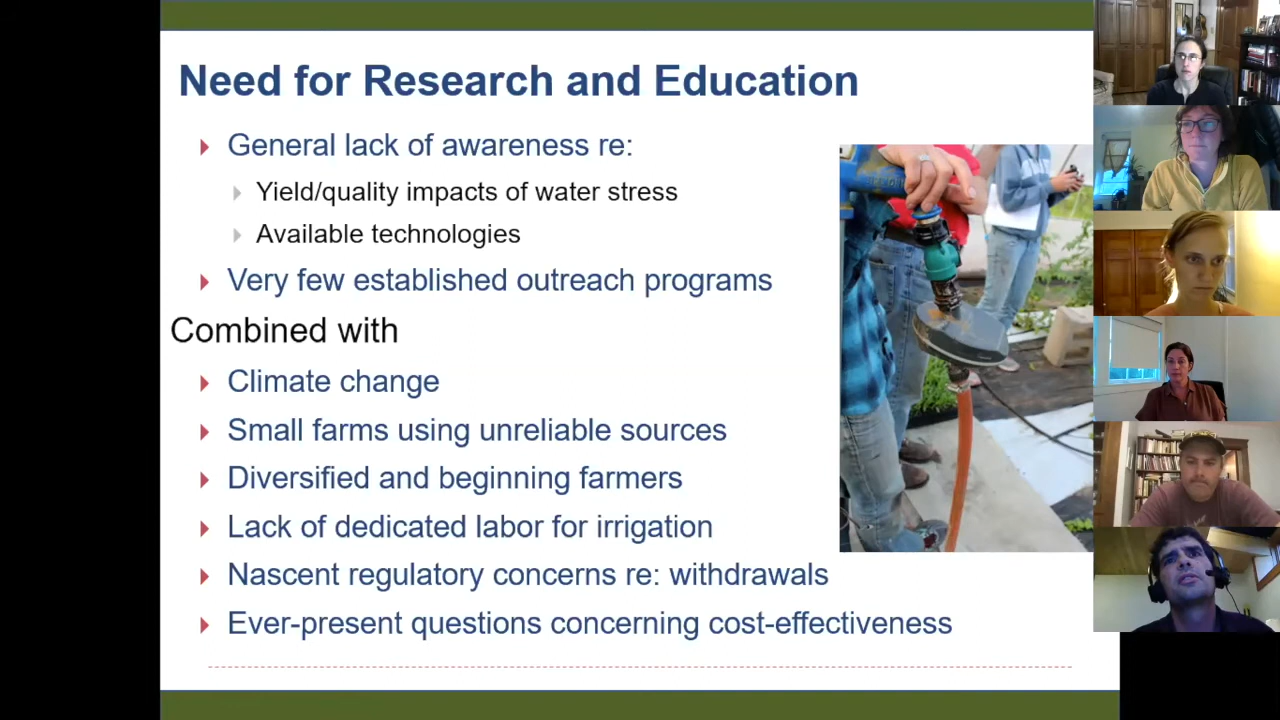 Need for Research and Education
General lack of awareness re:
Yield/quality impacts of water stress
Available technologies
Very few established outreach programs
Combined with
Climate change
Small farms using unreliable sources
Diversified and beginning farmers
Lack of dedicated labor for irrigation
Nascent regulatory concerns re: withdrawals
Ever-present questions concerning cost-effectiveness